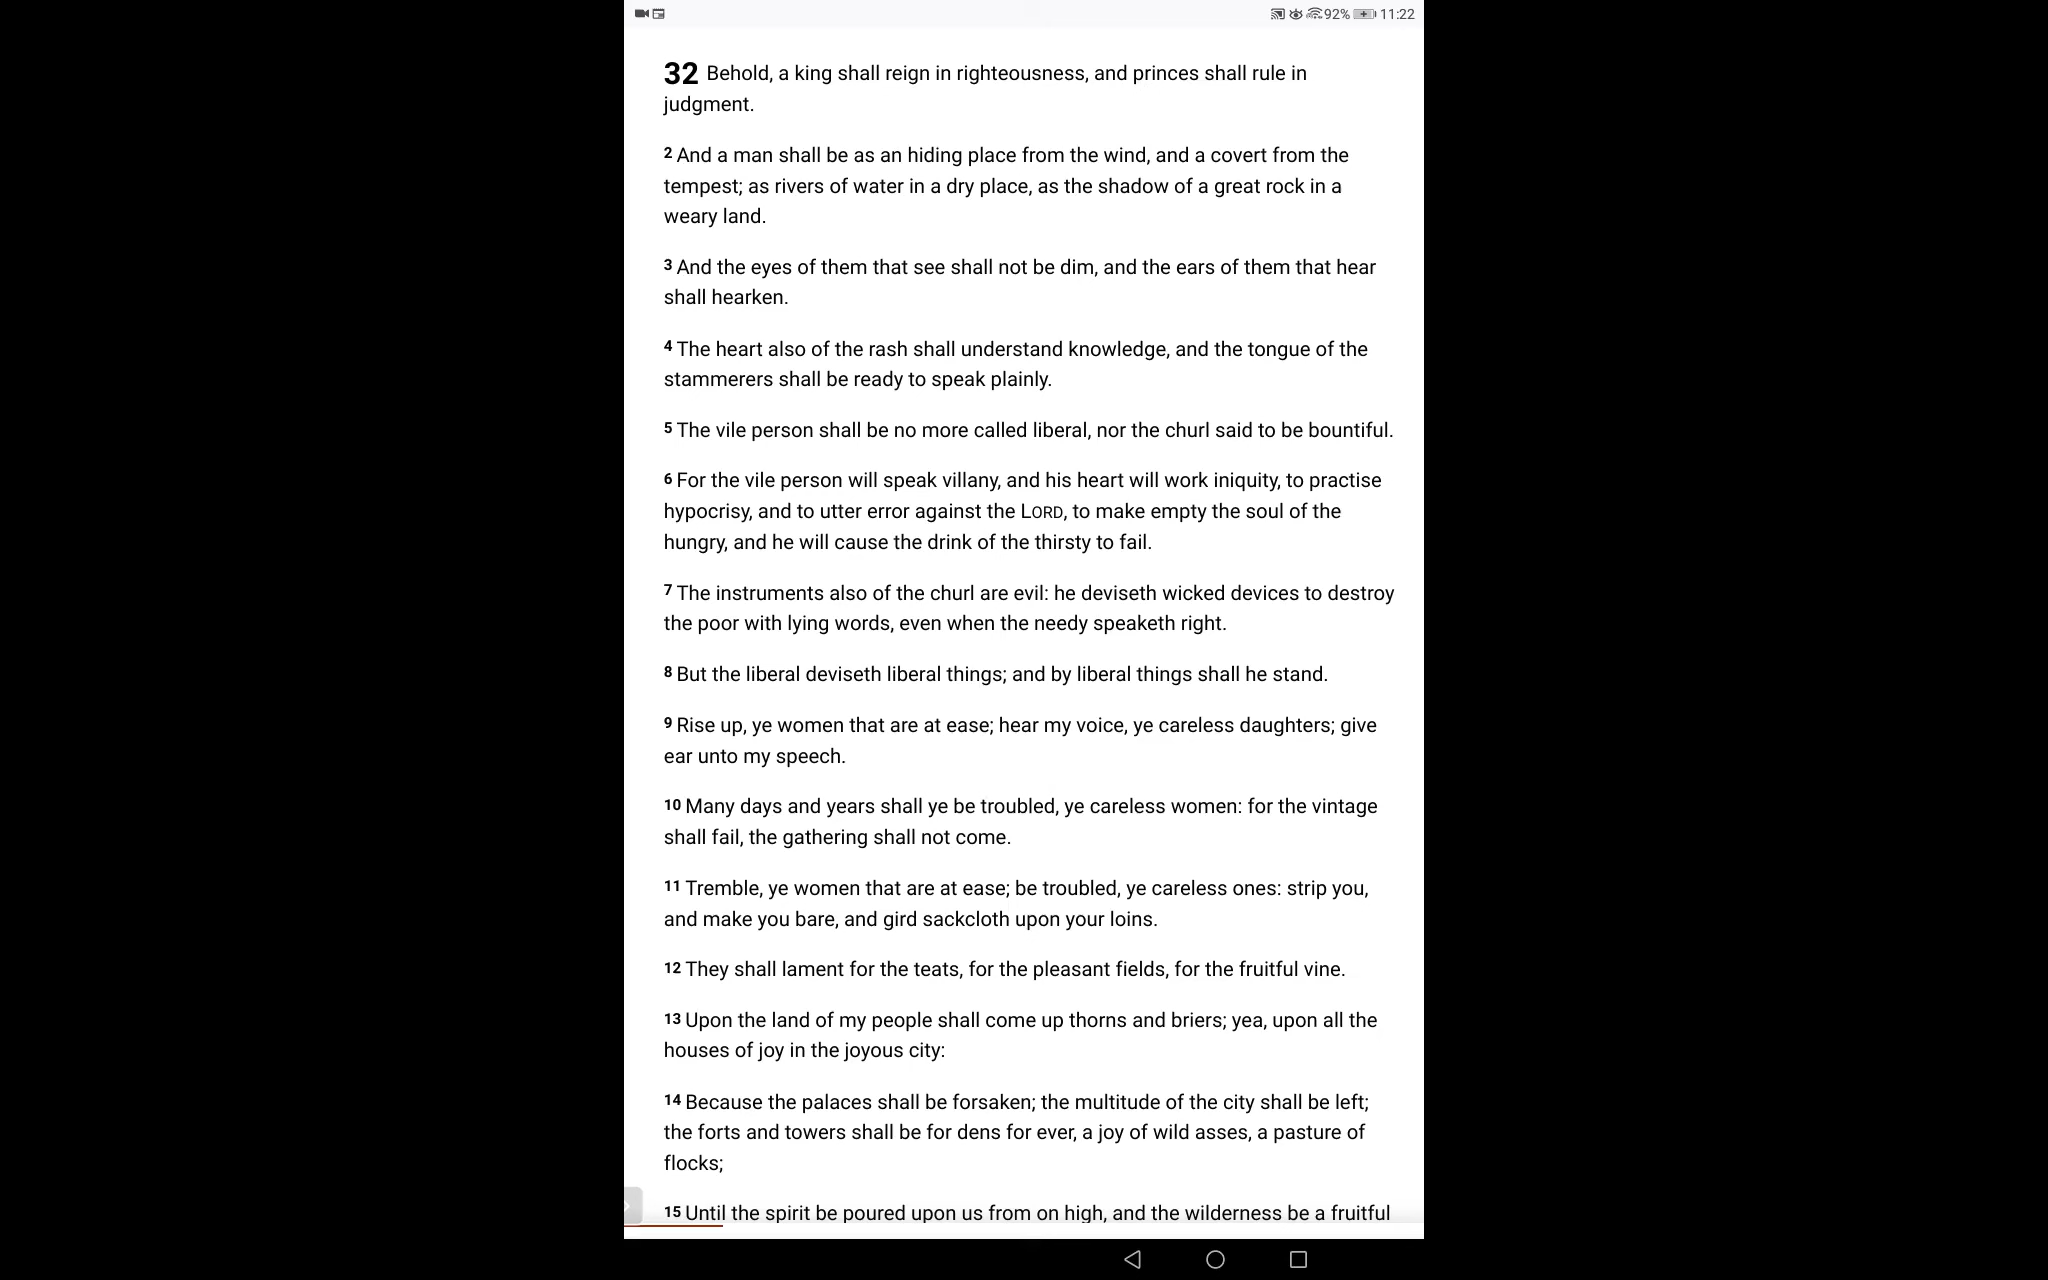 92% 11:22
32 Behold, a king shall reign in righteousness, and princes shall rule in
judgment.
2 And a man shall be as an hiding place from the wind, and a covert from the
tempest; as rivers of water in a dry place, as the shadow of a great rock in a
weary land.
3 And the eyes of them that see shall not be dim, and the ears of them that hear
shall hearken.
4 The heart also of the rash shall understand knowledge, and the tongue of the
stammerers shall be ready to speak plainly.
5 The vile person shall be no more called liberal, nor the churl said to be bountiful.
6 For the vile person will speak villany, and his heart will work iniquity, to practise
hypocrisy, and to utter error against the LORD, to make empty the soul of the
hungry, and he will cause the drink of the thirsty to fail.
7 The instruments also of the churl are evil: he deviseth wicked devices to destroy
the poor with lying words, even when the needy speaketh right.
8 But the liberal deviseth liberal things; and by liberal things shall he stand.
9 Rise up, ye women that are at ease; hear my voice, ye careless daughters; give
ear unto my speech.
10 Many days and years shall ye be troubled, ye careless women: for the vintage
shall fail, the gathering shall not come.
11 Tremble, ye women that are at ease; be troubled, ye careless ones: strip you,
and make you bare, and gird sackcloth upon your loins.
12 They shall lament for the teats, for the pleasant fields, for the fruitful vine.
13 Upon the land of my people shall come up thorns and briers; yea, upon all the
houses of joy in the joyous city:
14 Because the palaces shall be forsaken; the multitude of the city shall be left;
the forts and towers shall be for dens for ever, a joy of wild asses, a pasture of
flocks;
15 Until the spirit be poured upon us from on high, and the wilderness be a fruitful